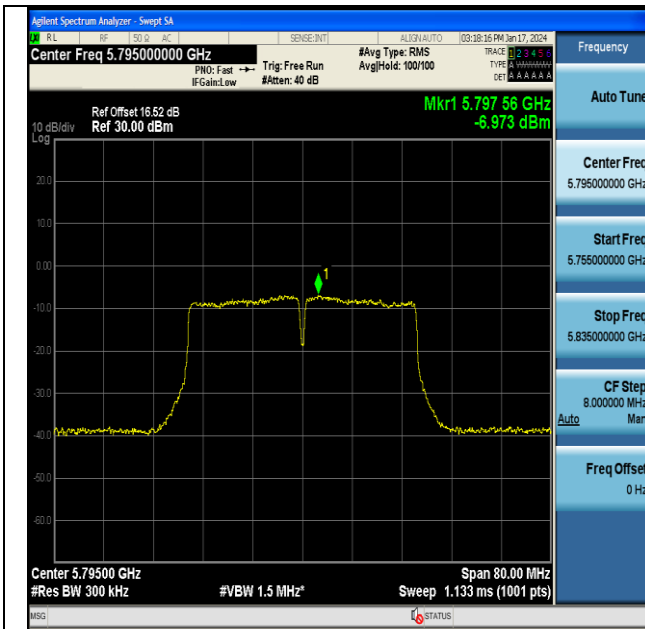 Agilent Spectrum Analyzer - Swept SA
RL RF 50 Ω AC SENSE:INT ALIGN AUTO 03:18:16 PM Jan 17, 2024
Center Freq 5.795000000 GHz
PNO: Fast
IFGain:Low
Trig: Free Run
#Atten: 40 dB
#Avg Type: RMS
Avg|Hold: 100/100
TRACE 1 2 3 4 5 6
TYPE A
DET A A A A A A
Frequency
Auto Tune
Center Freq
5.795000000 GHz
Start Freq
5.755000000 GHz
Stop Freq
5.835000000 GHz
CF Step
8.000000 MHz
Auto Man
Freq Offset
0 Hz
Ref Offset 16.52 dB
10 dB/div Ref 30.00 dBm
Log
Mkr1 5.797 56 GHz
-6.973 dBm
20.0
10.0
0.00
-10.0
-20.0
-30.0
-40.0
-50.0
-60.0
1
Center 5.79500 GHz Span 80.00 MHz
#Res BW 300 kHz #VBW 1.5 MHz* Sweep 1.133 ms (1001 pts)
MSG STATUS